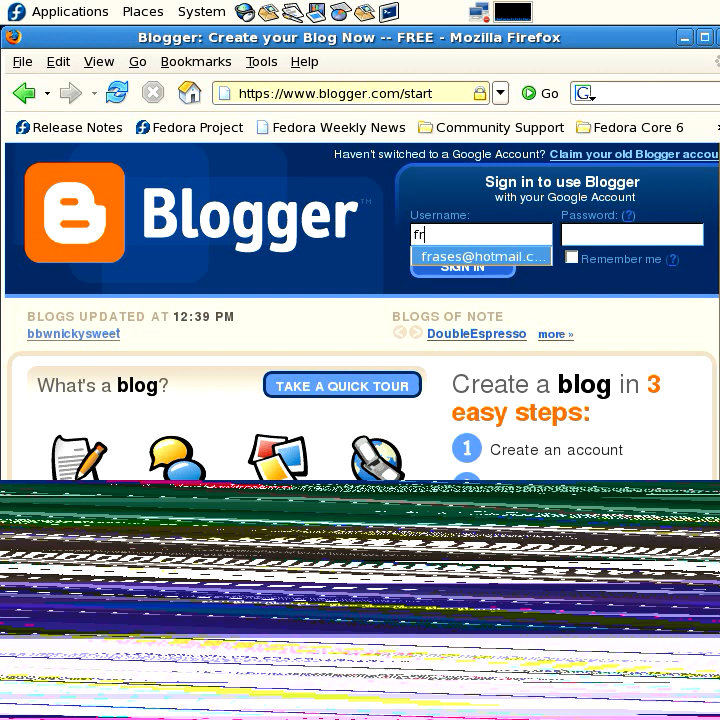 Applications Places System
Blogger: Create your Blog Now -- FREE - Mozilla Firefox
File Edit View Go Bookmarks Tools Help
https://www.blogger.com/start Go G
Release Notes Fedora Project Fedora Weekly News Community Support Fedora Core 6
Haven't switched to a Google Account? Claim your old Blogger accou
Sign in to use Blogger
with your Google Account
Username: Password: (?)
fr
frases@hotmail.c...
Remember me (?)
SIGN IN
Blogger™
BLOGS UPDATED AT 12:39 PM
bbwnickysweet
BLOGS OF NOTE
DoubleEspresso more »
What's a blog?
TAKE A QUICK TOUR
Create a blog in 3
easy steps:
1 Create an account